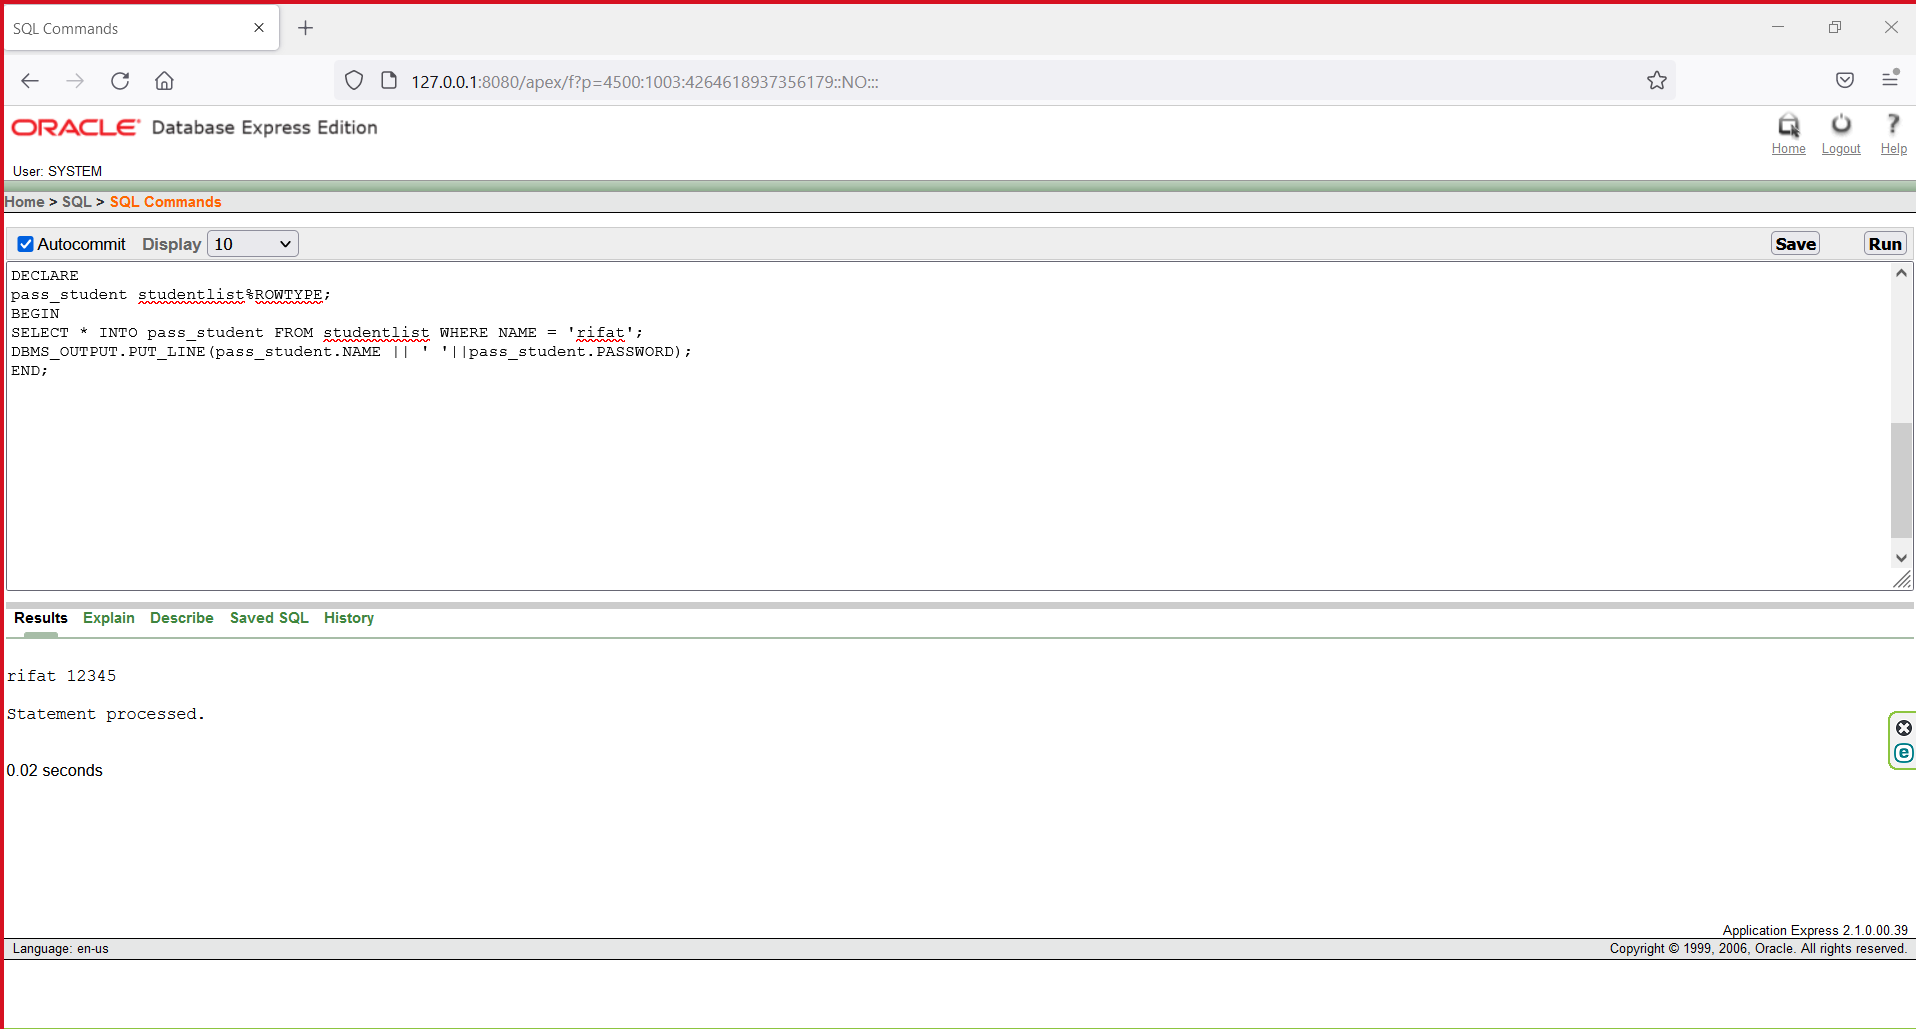 SQL Commands
127.0.0.1:8080/apex/f?p=4500:1003:4264618937356179::NO:::
ORACLE Database Express Edition
Home Logout Help
User: SYSTEM
Home > SQL > SQL Commands
Autocommit Display 10 Save Run
DECLARE
pass_student studentlist%ROWTYPE;
BEGIN
SELECT * INTO pass_student FROM studentlist WHERE NAME = 'rifat';
DBMS_OUTPUT.PUT_LINE(pass_student.NAME || ' '||pass_student.PASSWORD);
END;
Results Explain Describe Saved SQL History
rifat 12345
Statement processed.
0.02 seconds
Application Express 2.1.0.00.39
Language: en-us Copyright © 1999, 2006, Oracle. All rights reserved.